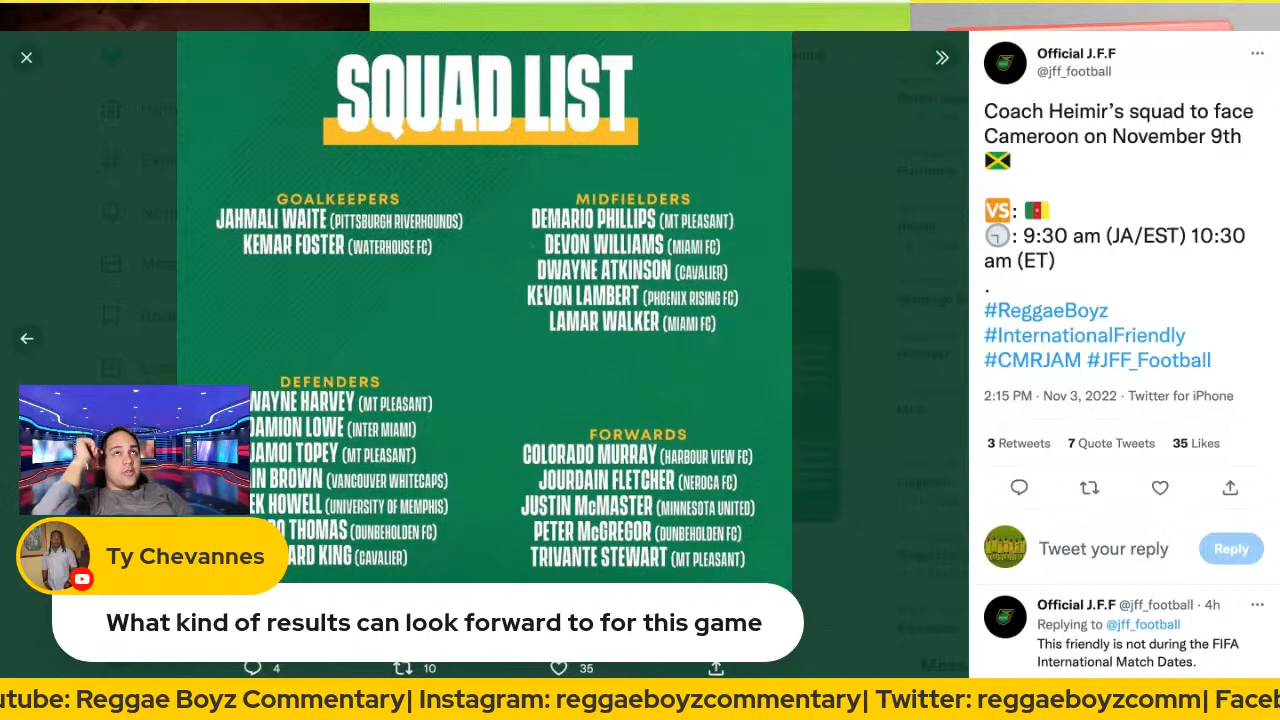 SQUAD LIST
GOALKEEPERS
JAHMALI WAITE (PITTSBURGH RIVERHOUNDS)
KEMAR FOSTER (WATERHOUSE FC)
MIDFIELDERS
DEMARIO PHILLIPS (MT PLEASANT)
DEVON WILLIAMS (MIAMI FC)
DWAYNE ATKINSON (CAVALIER)
KEVON LAMBERT (PHOENIX RISING FC)
LAMAR WALKER (MIAMI FC)
DEFENDERS
WAYNE HARVEY (MT PLEASANT)
DAMION LOWE (INTER MIAMI)
JAMOI TOPEY (MT PLEASANT)
IN BROWN (VANCOUVER WHITECAPS)
EK HOWELL (UNIVERSITY OF MEMPHIS)
O THOMAS (DUNBEHOLDEN FC)
ARD KING (CAVALIER)
FORWARDS
COLORADO MURRAY (HARBOUR VIEW FC)
JOURDAIN FLETCHER (NEROCA FC)
JUSTIN McMASTER (MINNESOTA UNITED)
PETER McGREGOR (DUNBEHOLDEN FC)
TRIVANTE STEWART (MT PLEASANT)
4 10 35
Official J.F.F
@jff_football
Coach Heimir's squad to face
Cameroon on November 9th
🇯🇲
🆚: 🇨🇲
🕤: 9:30 am (JA/EST) 10:30
am (ET)
.
#ReggaeBoyz
#InternationalFriendly
#CMRJAM #JFF_Football
2:15 PM · Nov 3, 2022 · Twitter for iPhone
3 Retweets 7 Quote Tweets 35 Likes
Tweet your reply Reply
Official J.F.F @jff_football · 4h
Replying to @jff_football
This friendly is not during the FIFA
International Match Dates.
Ty Chevannes
What kind of results can look forward to for this game
utube: Reggae Boyz Commentary| Instagram: reggaeboyzcommentary| Twitter: reggaeboyzcomm| Faceb